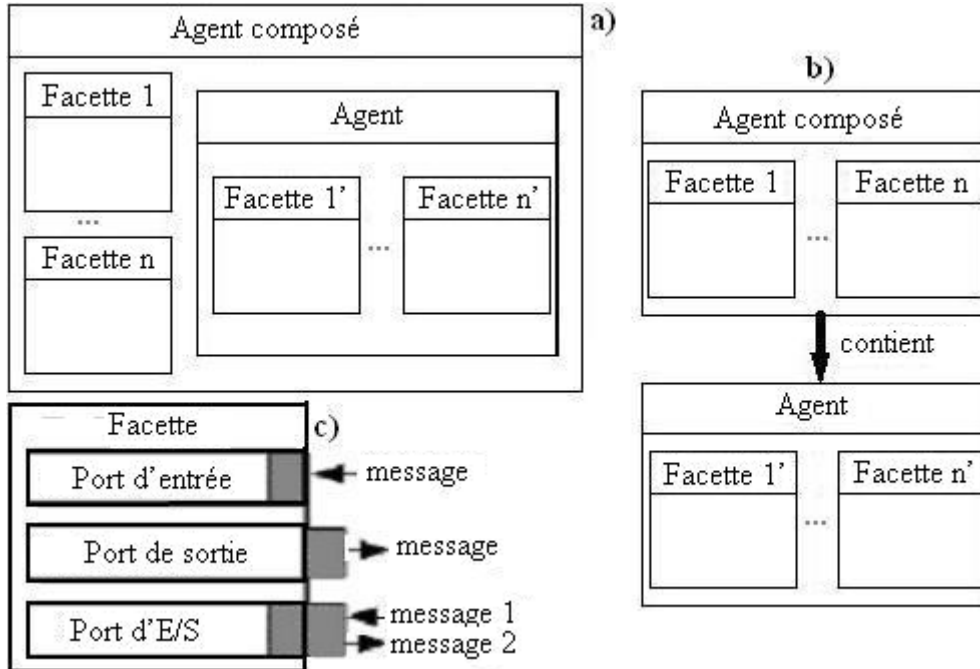 Agent composé
a)
Facette 1
...
Facette n
Agent
Facette 1’
...
Facette n’
b)
Agent composé
Facette 1
...
Facette n
contient
Agent
Facette 1’
...
Facette n’
c)
Facette
Port d’entrée
message
Port de sortie
message
Port d’E/S
message 1
message 2